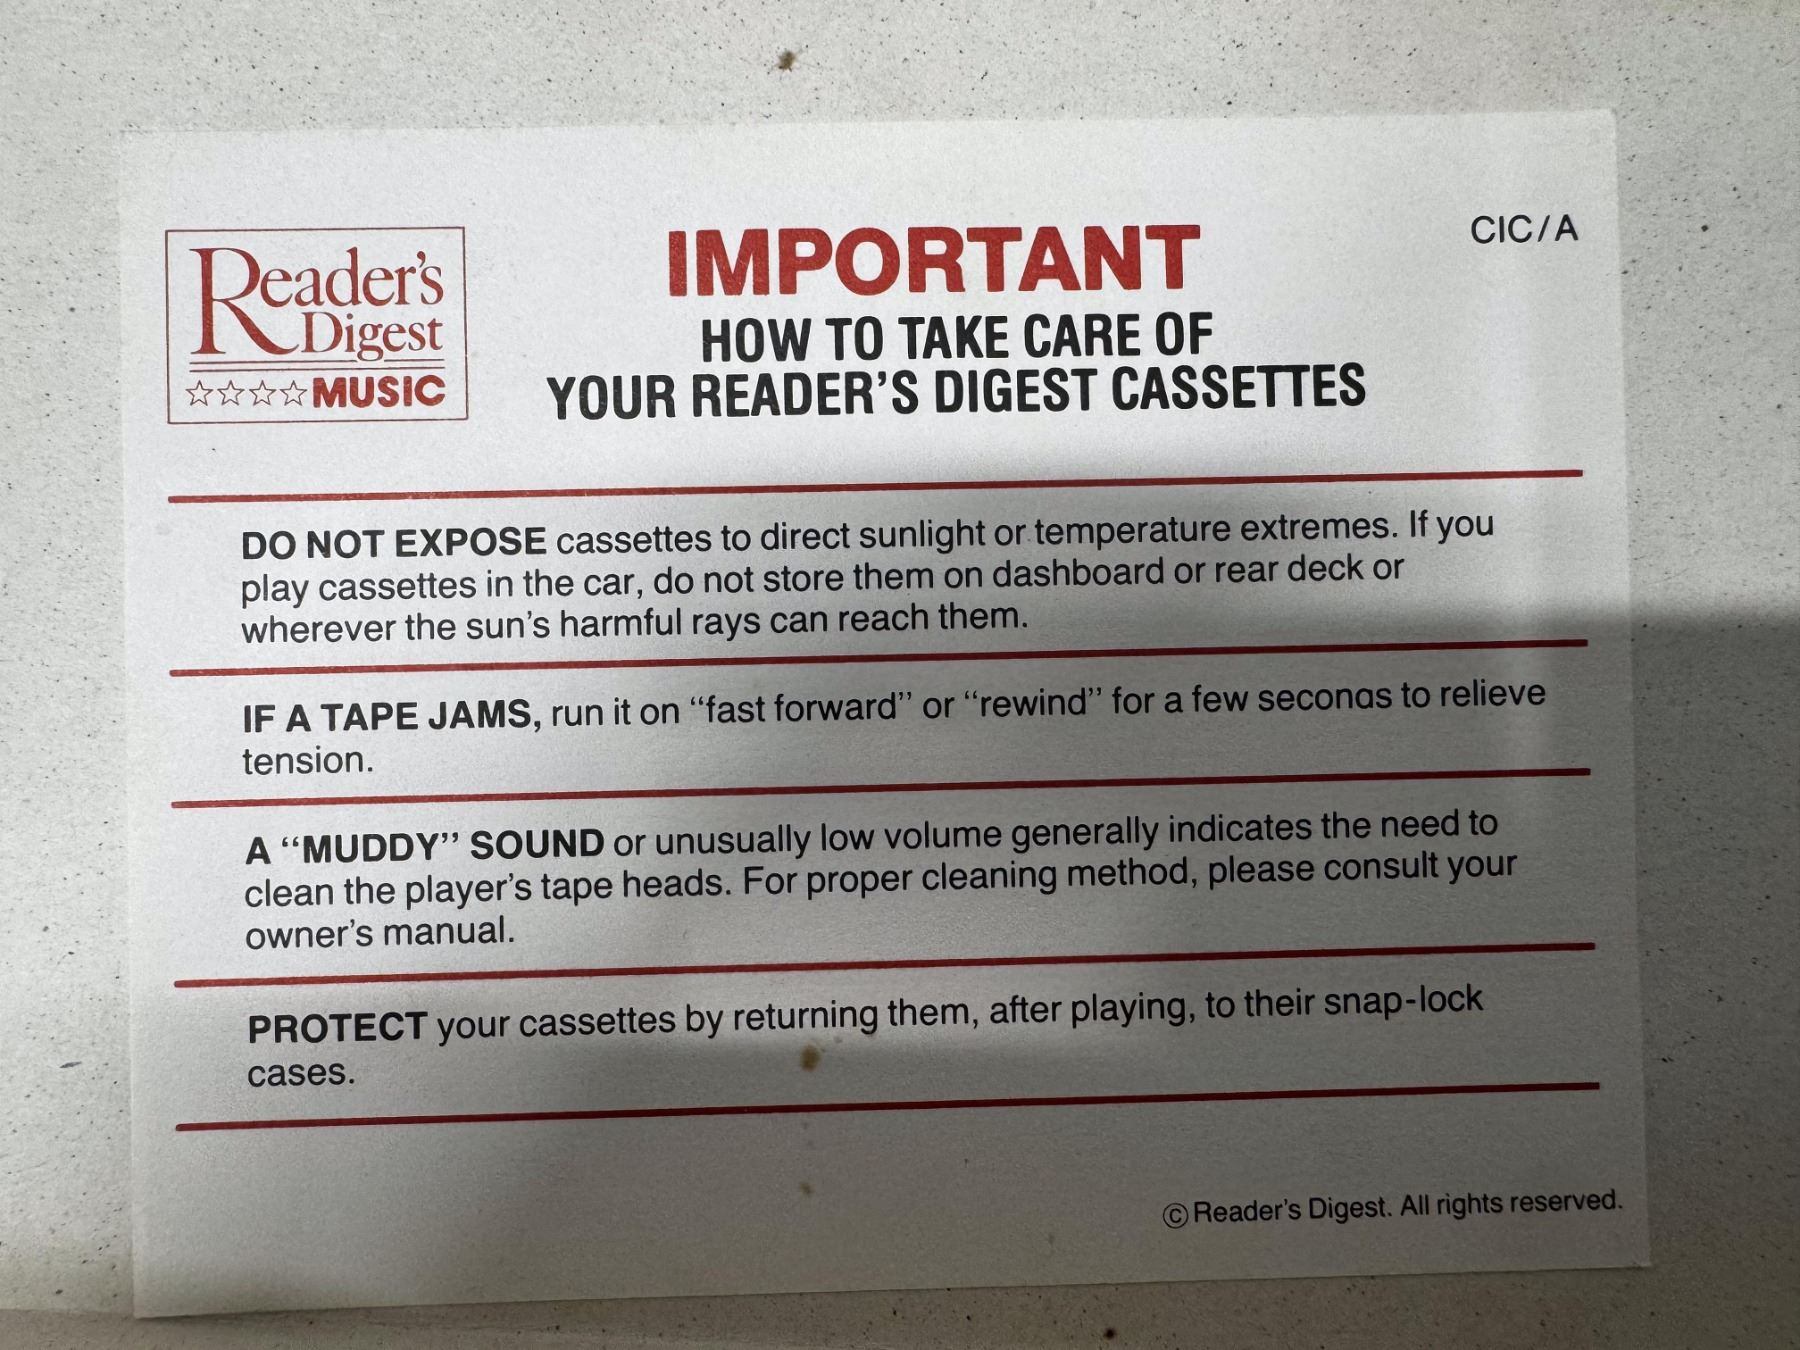 Reader's
Digest
☆☆☆☆MUSIC
IMPORTANT
CIC/A
HOW TO TAKE CARE OF
YOUR READER'S DIGEST CASSETTES
DO NOT EXPOSE cassettes to direct sunlight or temperature extremes. If you
play cassettes in the car, do not store them on dashboard or rear deck or
wherever the sun's harmful rays can reach them.
IF A TAPE JAMS, run it on “fast forward” or “rewind” for a few seconds to relieve
tension.
A “MUDDY” SOUND or unusually low volume generally indicates the need to
clean the player's tape heads. For proper cleaning method, please consult your
owner's manual.
PROTECT your cassettes by returning them, after playing, to their snap-lock
cases.
© Reader's Digest. All rights reserved.